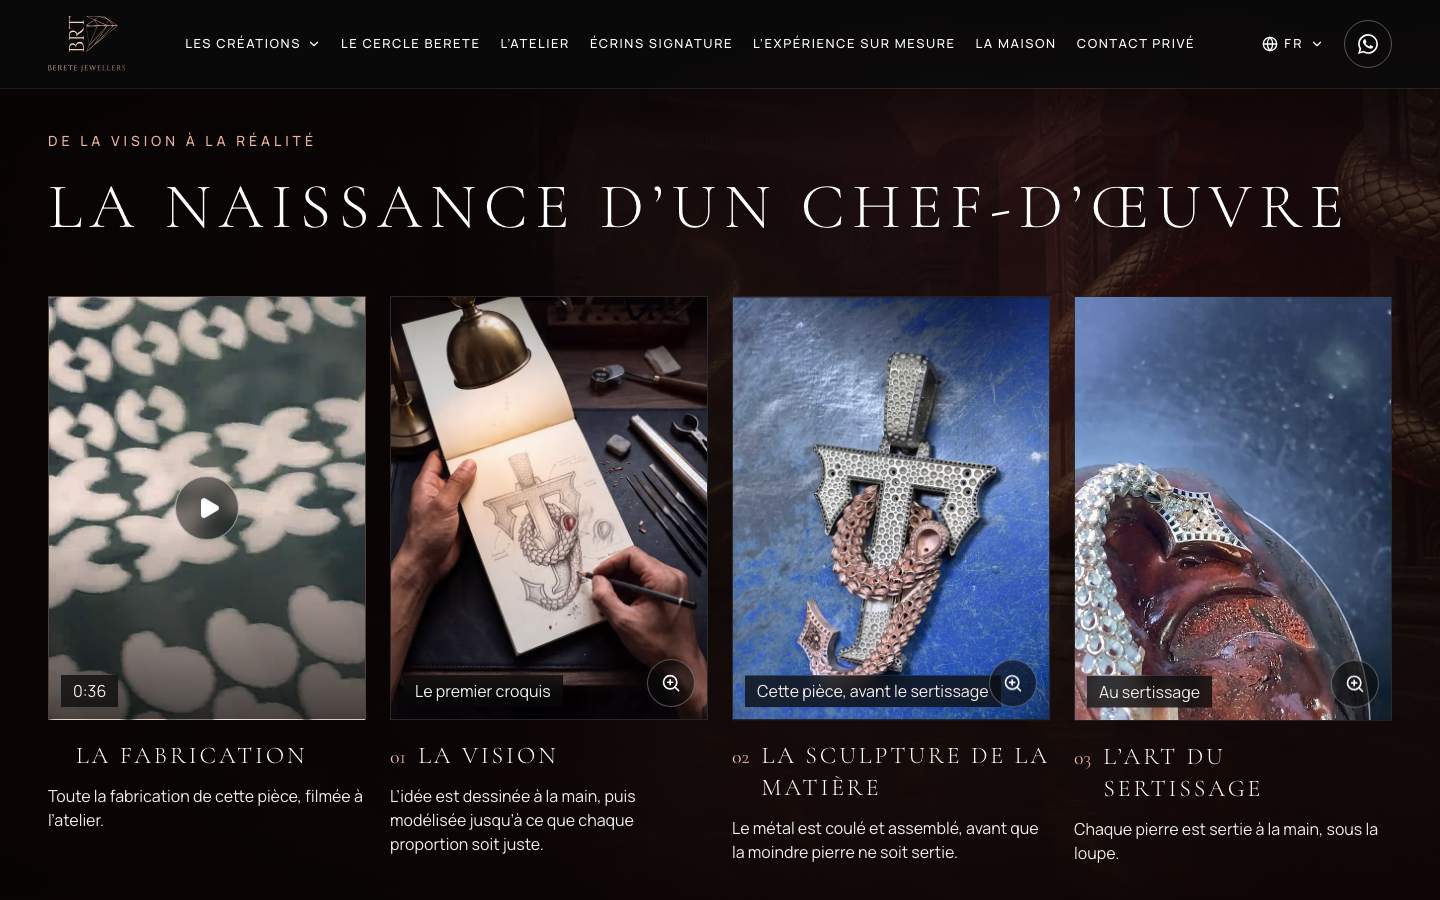 BRT
BERETE JEWELLERS
LES CRÉATIONS
LE CERCLE BERETE
L’ATELIER
ÉCRINS SIGNATURE
L’EXPÉRIENCE SUR MESURE
LA MAISON
CONTACT PRIVÉ
FR
DE LA VISION À LA RÉALITÉ
LA NAISSANCE D’UN CHEF-D’ŒUVRE
0:36
Le premier croquis
Cette pièce, avant le sertissage
Au sertissage
LA FABRICATION
Toute la fabrication de cette pièce, filmée à
l’atelier.
01 LA VISION
L’idée est dessinée à la main, puis
modélisée jusqu’à ce que chaque
proportion soit juste.
02 LA SCULPTURE DE LA
MATIÈRE
Le métal est coulé et assemblé, avant que
la moindre pierre ne soit sertie.
03 L’ART DU
SERTISSAGE
Chaque pierre est sertie à la main, sous la
loupe.